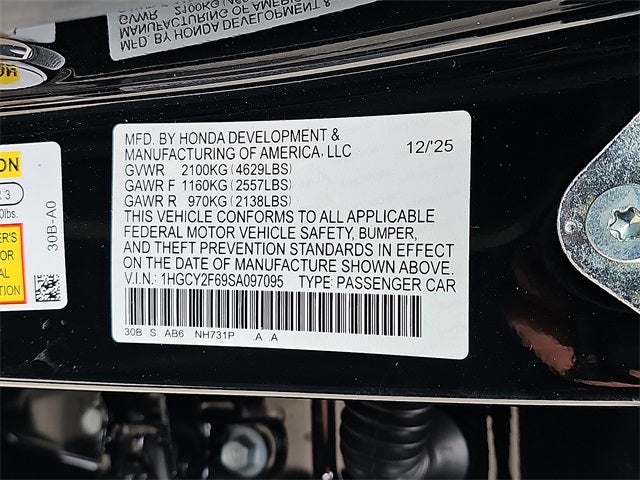 MFD. BY HONDA DEVELOPMENT &
MANUFACTURING OF AMERICA, LLC 12/'25
GVWR 2100KG (4629LBS)
GAWR F 1160KG (2557LBS)
GAWR R 970KG (2138LBS)
THIS VEHICLE CONFORMS TO ALL APPLICABLE
FEDERAL MOTOR VEHICLE SAFETY, BUMPER,
AND THEFT PREVENTION STANDARDS IN EFFECT
ON THE DATE OF MANUFACTURE SHOWN ABOVE.
V.I.N.: 1HGCY2F69SA097095 TYPE: PASSENGER CAR
30B S AB6 NH731P .A .A
30B-A0